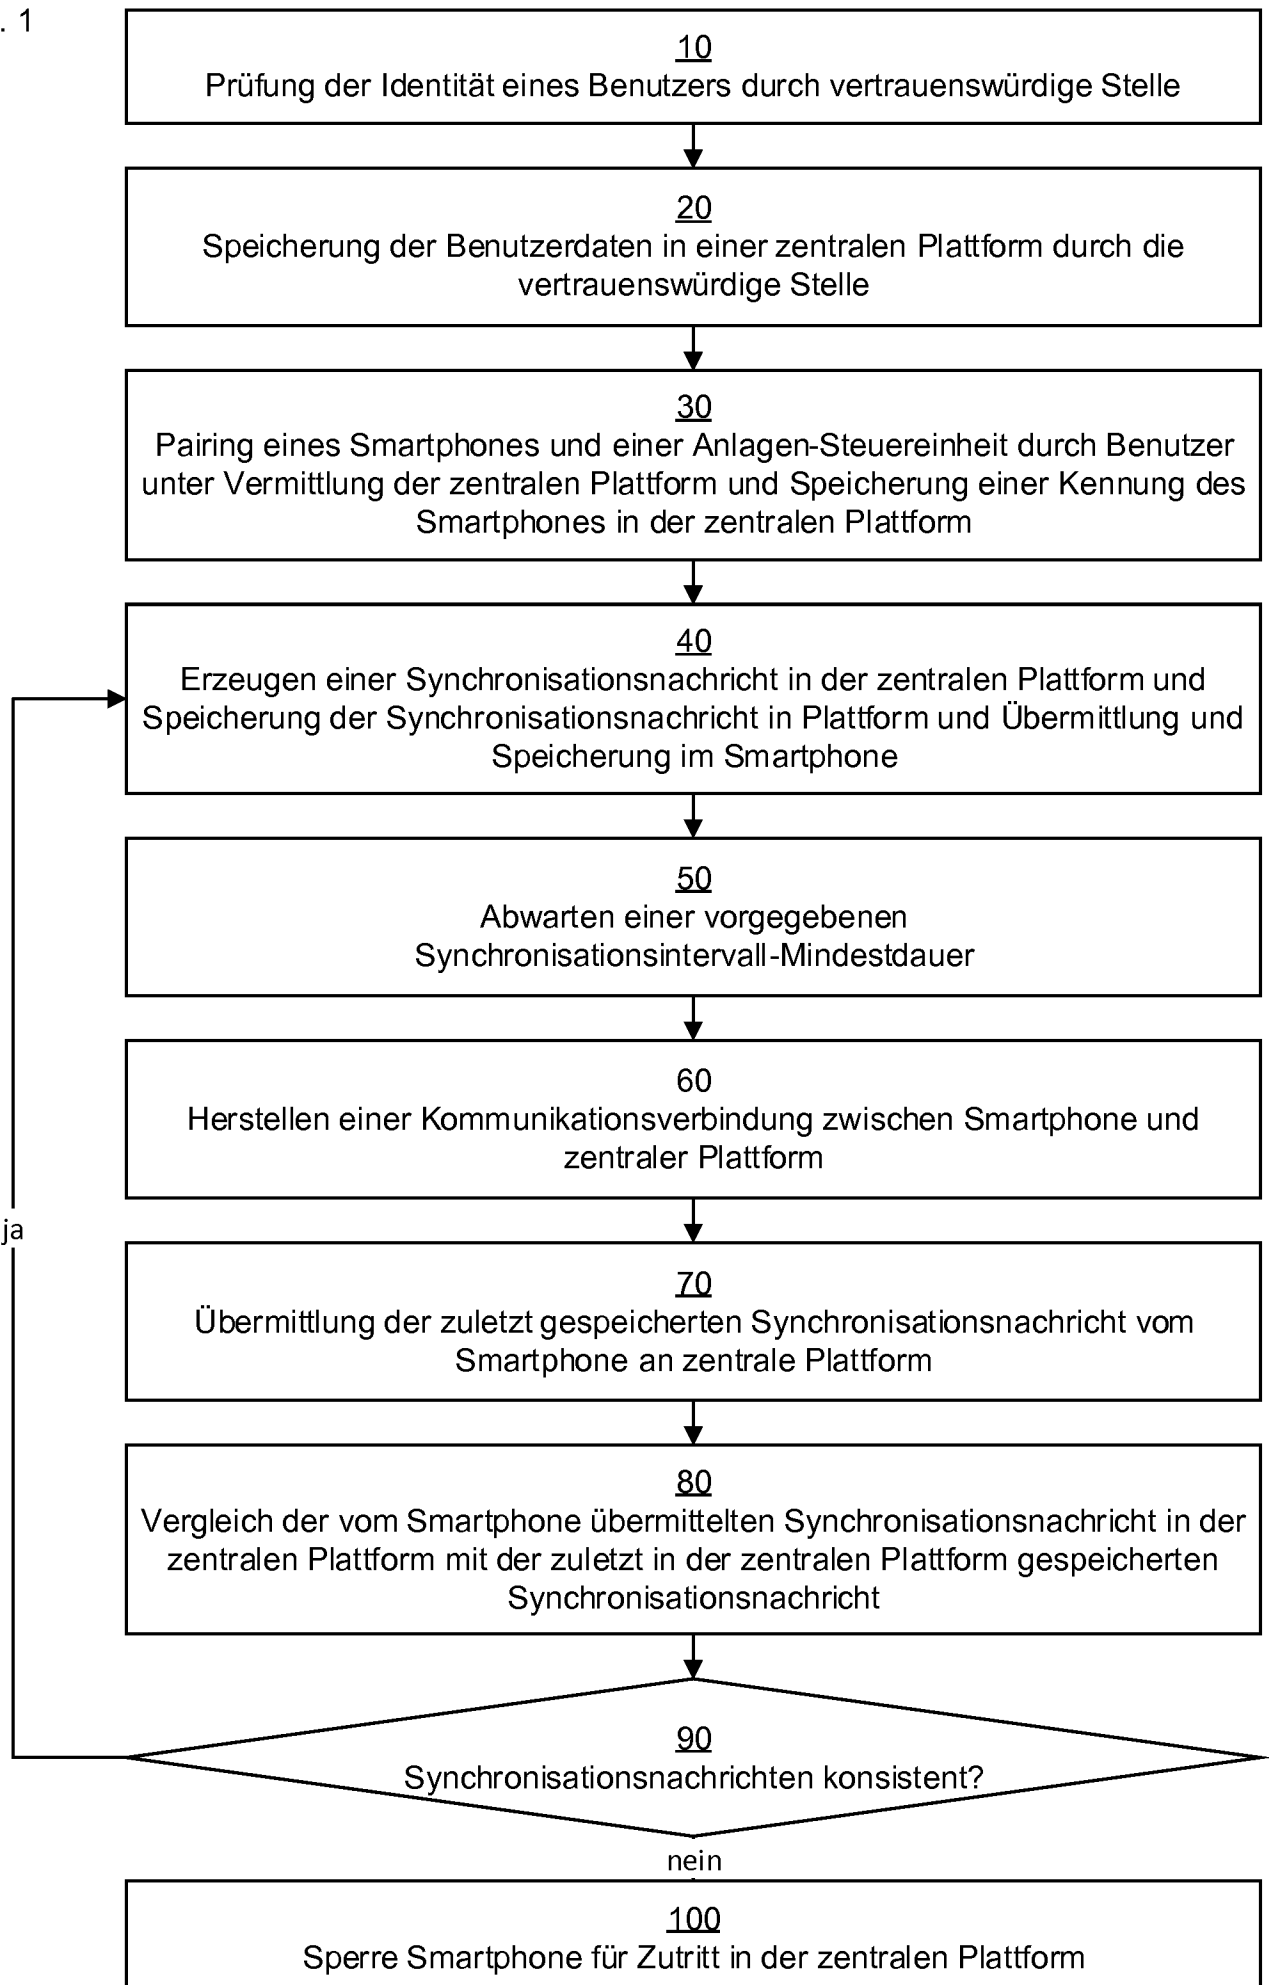 . 1
10
Prüfung der Identität eines Benutzers durch vertrauenswürdige Stelle
20
Speicherung der Benutzerdaten in einer zentralen Plattform durch die
vertrauenswürdige Stelle
30
Pairing eines Smartphones und einer Anlagen-Steuereinheit durch Benutzer
unter Vermittlung der zentralen Plattform und Speicherung einer Kennung des
Smartphones in der zentralen Plattform
40
Erzeugen einer Synchronisationsnachricht in der zentralen Plattform und
Speicherung der Synchronisationsnachricht in Plattform und Übermittlung und
Speicherung im Smartphone
50
Abwarten einer vorgegebenen
Synchronisationsintervall-Mindestdauer
60
Herstellen einer Kommunikationsverbindung zwischen Smartphone und
zentraler Plattform
ja
70
Übermittlung der zuletzt gespeicherten Synchronisationsnachricht vom
Smartphone an zentrale Plattform
80
Vergleich der vom Smartphone übermittelten Synchronisationsnachricht in der
zentralen Plattform mit der zuletzt in der zentralen Plattform gespeicherten
Synchronisationsnachricht
90
Synchronisationsnachrichten konsistent?
nein
100
Sperre Smartphone für Zutritt in der zentralen Plattform